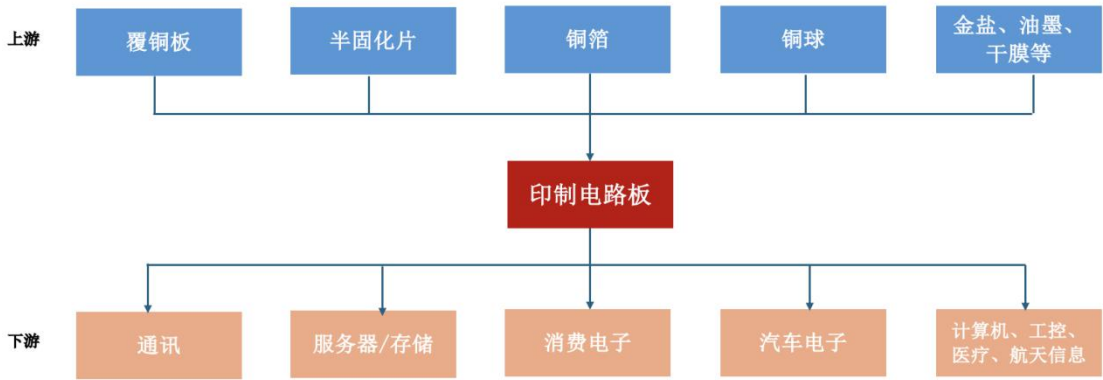 上游
覆铜板
半固化片
铜箔
铜球
金盐、油墨、
干膜等
印制电路板
下游
通讯
服务器/存储
消费电子
汽车电子
计算机、工控、
医疗、航天信息